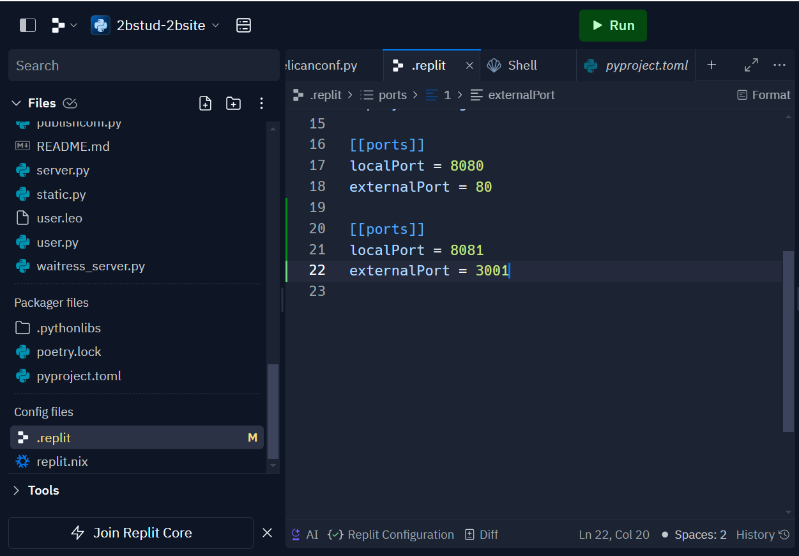 2bstud-2bsite
Run
Search
elicanconf.py
.replit
Shell
pyproject.toml
.replit > ports > 1 > externalPort
Format
Files
publishconf.py
README.md
server.py
static.py
user.leo
user.py
waitress_server.py
Packager files
.pythonlibs
poetry.lock
pyproject.toml
Config files
.replit M
replit.nix
Tools
Join Replit Core
15
16 [[ports]]
17 localPort = 8080
18 externalPort = 80
19
20 [[ports]]
21 localPort = 8081
22 externalPort = 3001
23
AI
Replit Configuration
Diff
Ln 22, Col 20
Spaces: 2
History